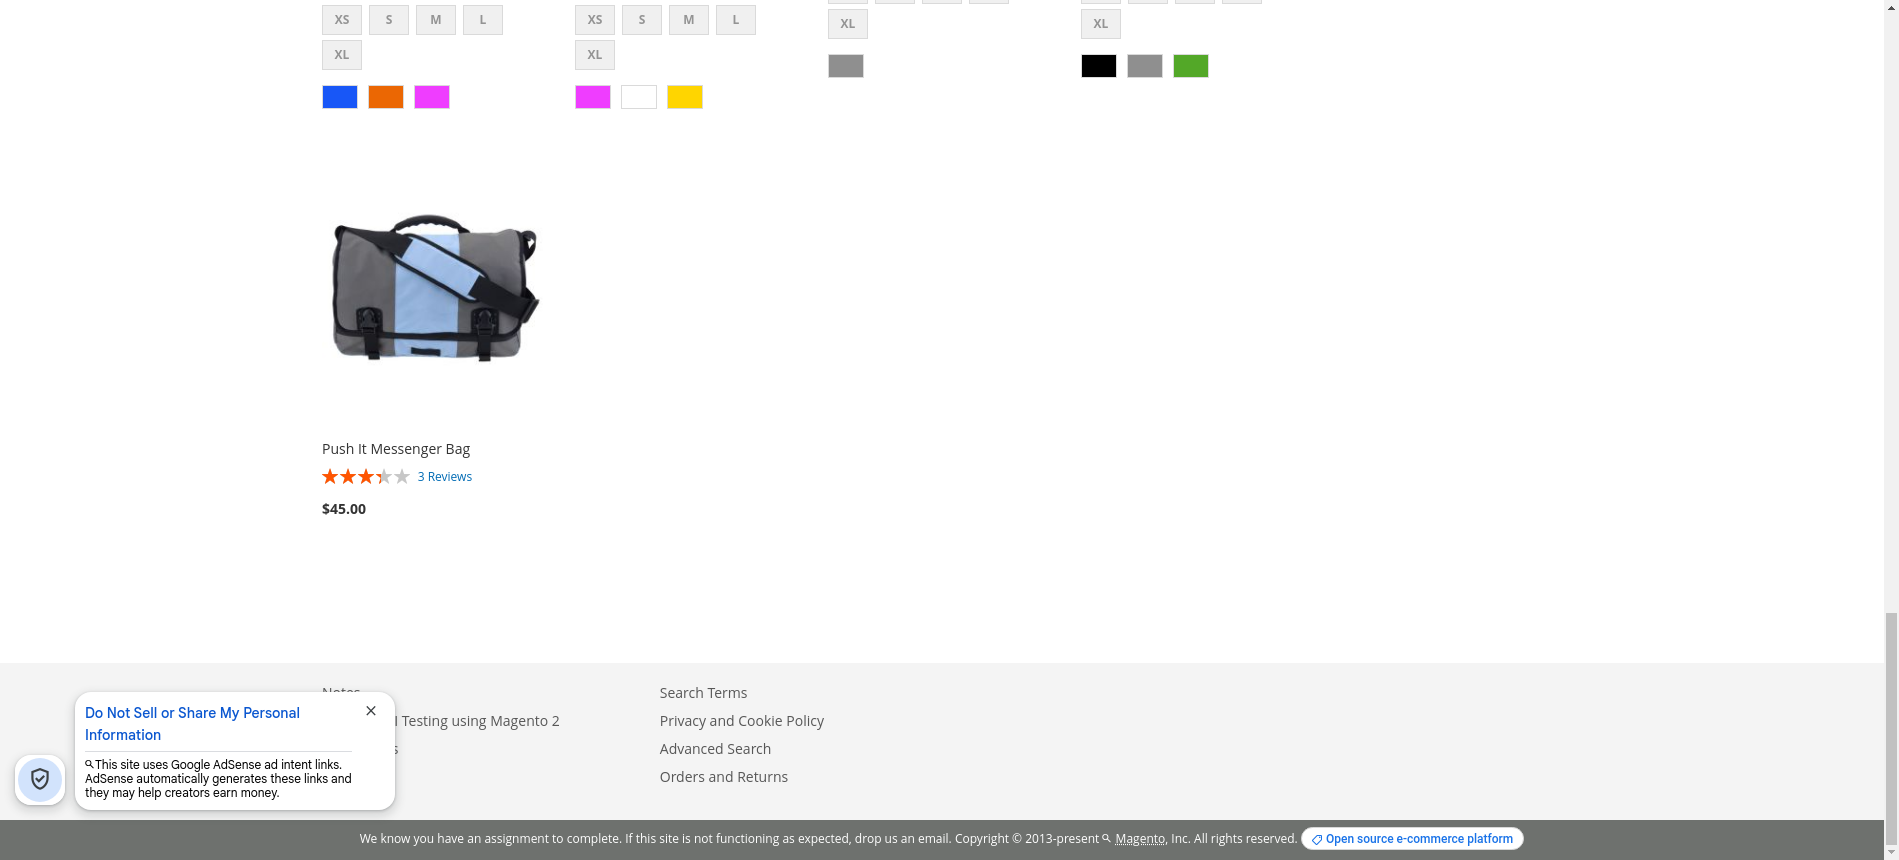 XS S M L
XL
XS S M L
XL
XL
XL
Push It Messenger Bag
3 Reviews
$45.00
Notes
Testing using Magento 2
Search Terms
Privacy and Cookie Policy
Advanced Search
Orders and Returns
Do Not Sell or Share My Personal
Information
This site uses Google AdSense ad intent links.
AdSense automatically generates these links and
they may help creators earn money.
We know you have an assignment to complete. If this site is not functioning as expected, drop us an email. Copyright © 2013-present Magento, Inc. All rights reserved. Open source e-commerce platform